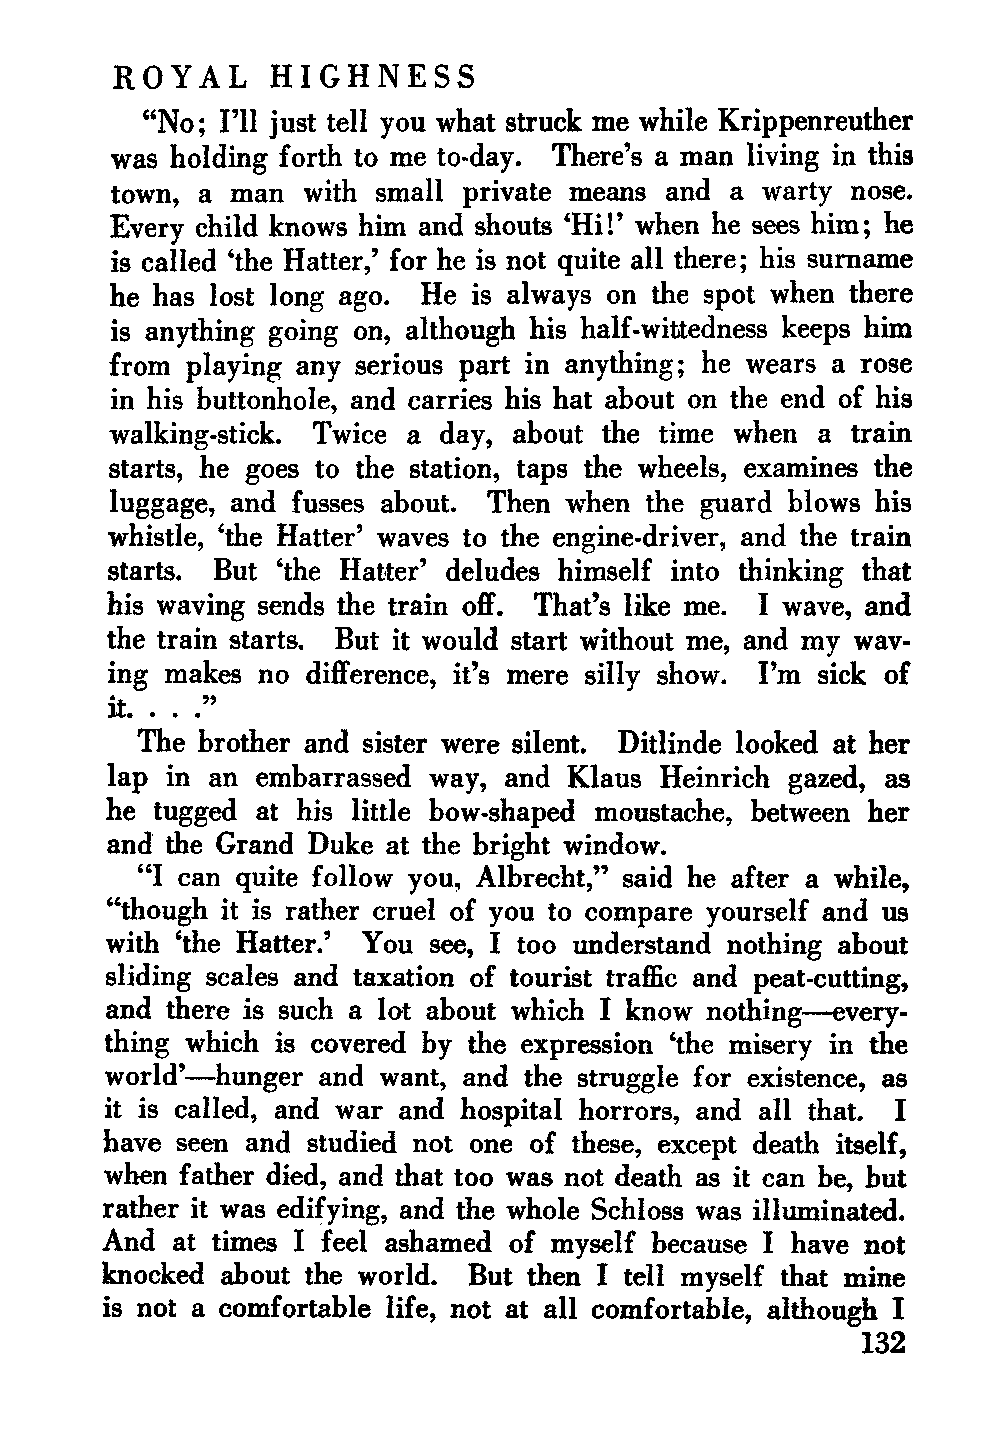 ROYAL HIGHNESS
“No; I’ll just tell you what struck me while Krippenreuther
was holding forth to me to-day. There’s a man living in this
town, a man with small private means and a warty nose.
Every child knows him and shouts ‘Hi!’ when he sees him; he
is called ‘the Hatter,’ for he is not quite all there; his surname
he has lost long ago. He is always on the spot when there
is anything going on, although his half-wittedness keeps him
from playing any serious part in anything; he wears a rose
in his buttonhole, and carries his hat about on the end of his
walking-stick. Twice a day, about the time when a train
starts, he goes to the station, taps the wheels, examines the
luggage, and fusses about. Then when the guard blows his
whistle, ‘the Hatter’ waves to the engine-driver, and the train
starts. But ‘the Hatter’ deludes himself into thinking that
his waving sends the train off. That’s like me. I wave, and
the train starts. But it would start without me, and my wav-
ing makes no difference, it’s mere silly show. I’m sick of
it. . . .”
The brother and sister were silent. Ditlinde looked at her
lap in an embarrassed way, and Klaus Heinrich gazed, as
he tugged at his little bow-shaped moustache, between her
and the Grand Duke at the bright window.
“I can quite follow you, Albrecht,” said he after a while,
“though it is rather cruel of you to compare yourself and us
with ‘the Hatter.’ You see, I too understand nothing about
sliding scales and taxation of tourist traffic and peat-cutting,
and there is such a lot about which I know nothing—every-
thing which is covered by the expression ‘the misery in the
world’—hunger and want, and the struggle for existence, as
it is called, and war and hospital horrors, and all that. I
have seen and studied not one of these, except death itself,
when father died, and that too was not death as it can be, but
rather it was edifying, and the whole Schloss was illuminated.
And at times I feel ashamed of myself because I have not
knocked about the world. But then I tell myself that mine
is not a comfortable life, not at all comfortable, although I
132